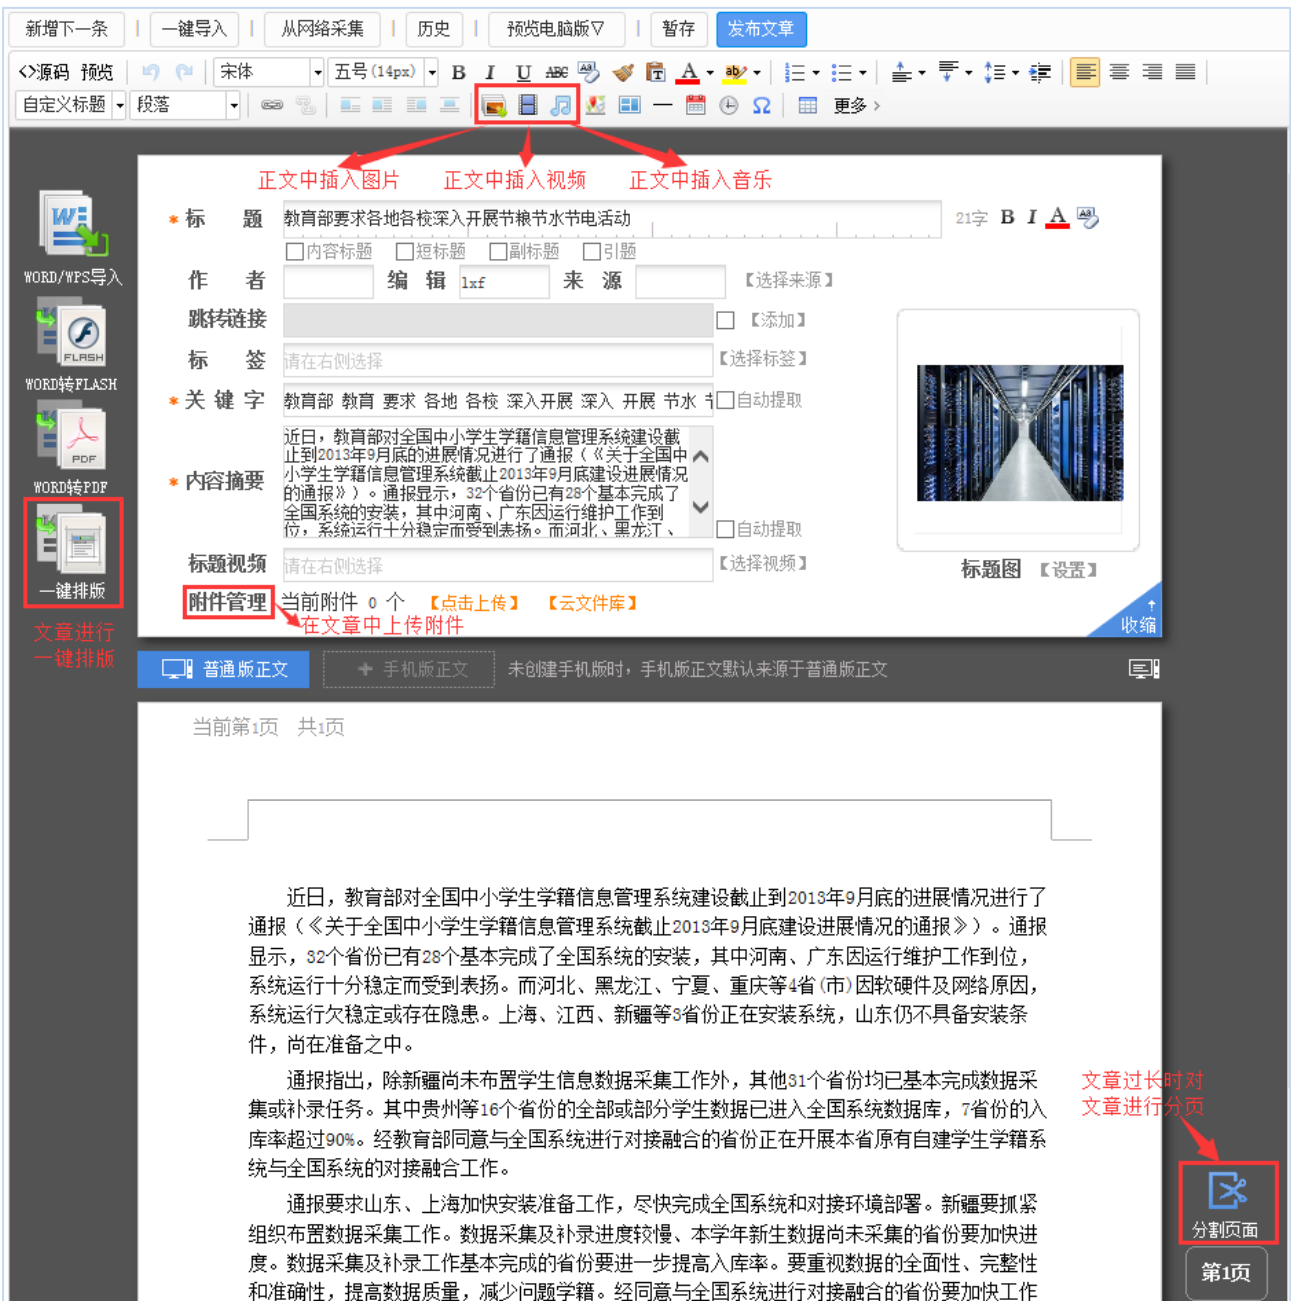 新增下一条 一键导入 从网络采集 历史 预览电脑版▽ 暂存 发布文章
<>源码 预览 宋体 五号(14px) B I U ABC A ab 
自定义标题 段落 Ω 更多
正文中插入图片 正文中插入视频 正文中插入音乐
* 标 题 教育部要求各地各校深入开展节粮节水节电活动 21字 B I A
内容标题 短标题 副标题 引题
作 者 编 辑 lxf 来 源 【选择来源】
跳转链接 【添加】
标 签 请在右侧选择 【选择标签】
* 关 键 字 教育部 教育 要求 各地 各校 深入开展 深入 开展 节水 自动提取
* 内容摘要
近日，教育部对全国中小学生学籍信息管理系统建设截
止到2013年9月底的进展情况进行了通报（《关于全国中
小学生学籍信息管理系统截止2013年9月底建设进展情况
的通报》）。通报显示，32个省份已有28个基本完成了
全国系统的安装，其中河南、广东因运行维护工作到
位，系统运行十分稳定而受到表扬。而河北、黑龙江、
自动提取
标题视频 请在右侧选择 【选择视频】
标题图 【设置】
附件管理 当前附件 0 个 【点击上传】 【云文件库】
在文章中上传附件
收缩
WORD/WPS导入
FLASH
WORD转FLASH
PDF
WORD转PDF
一键排版
文章进行
一键排版
普通版正文 + 手机版正文 未创建手机版时，手机版正文默认来源于普通版正文
当前第1页 共1页
近日，教育部对全国中小学生学籍信息管理系统建设截止到2013年9月底的进展情况进行了
通报（《关于全国中小学生学籍信息管理系统截止2013年9月底建设进展情况的通报》）。通报
显示，32个省份已有28个基本完成了全国系统的安装，其中河南、广东因运行维护工作到位，
系统运行十分稳定而受到表扬。而河北、黑龙江、宁夏、重庆等4省(市)因软硬件及网络原因，
系统运行欠稳定或存在隐患。上海、江西、新疆等3省份正在安装系统，山东仍不具备安装条
件，尚在准备之中。
通报指出，除新疆尚未布置学生信息数据采集工作外，其他31个省份均已基本完成数据采
集或补录任务。其中贵州等16个省份的全部或部分学生数据已进入全国系统数据库，7省份的入
库率超过90%。经教育部同意与全国系统进行对接融合的省份正在开展本省原有自建学生学籍系
统与全国系统的对接融合工作。
通报要求山东、上海加快安装准备工作，尽快完成全国系统和对接环境部署。新疆要抓紧
组织布置数据采集工作。数据采集及补录进度较慢、本学年新生数据尚未采集的省份要加快进
度。数据采集及补录工作基本完成的省份要进一步提高入库率。要重视数据的全面性、完整性
和准确性，提高数据质量，减少问题学籍。经同意与全国系统进行对接融合的省份要加快工作
文章过长时对
文章进行分页
分割页面
第1页